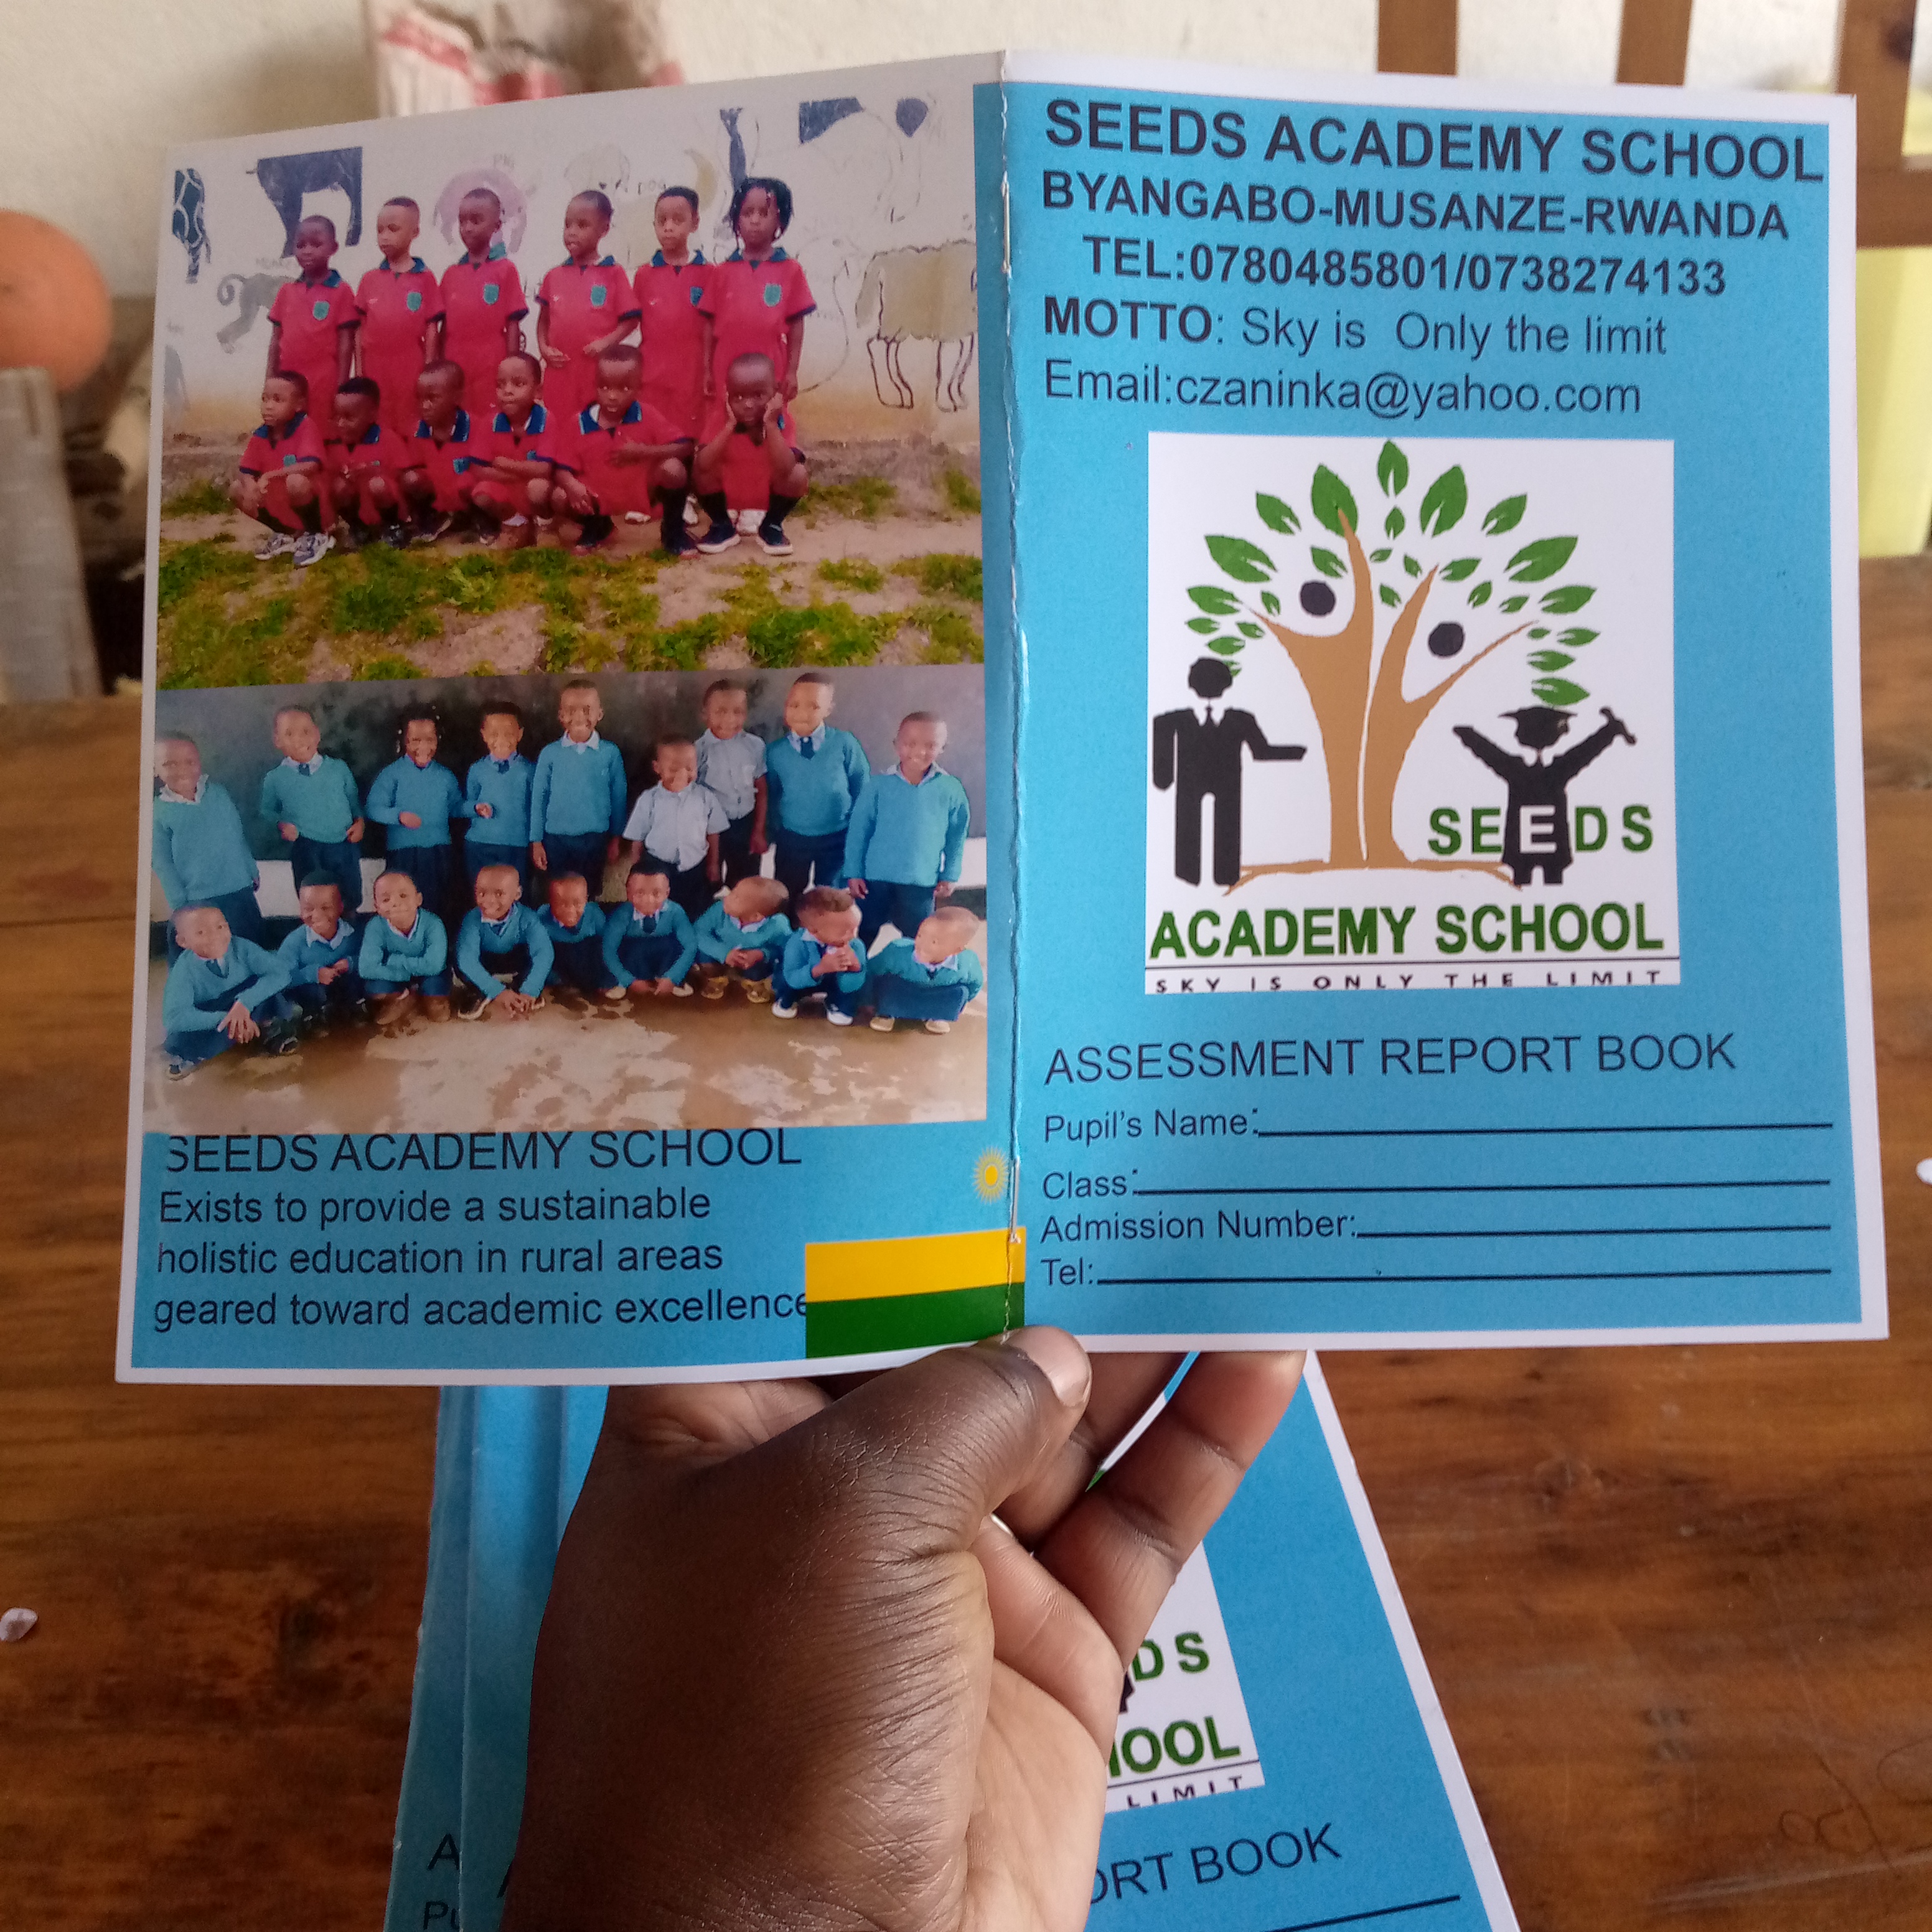 SEEDS ACADEMY SCHOOL
BYANGABO-MUSANZE-RWANDA
TEL:0780485801/0738274133
MOTTO: Sky is Only the limit
Email:czaninka@yahoo.com
SEEDS
ACADEMY SCHOOL
SKY IS ONLY THE LIMIT
ASSESSMENT REPORT BOOK
Pupil's Name:
Class:
Admission Number:
Tel:
SEEDS ACADEMY SCHOOL
Exists to provide a sustainable
holistic education in rural areas
geared toward academic excellence
DS
HOOL
LIMIT
ORT BOOK